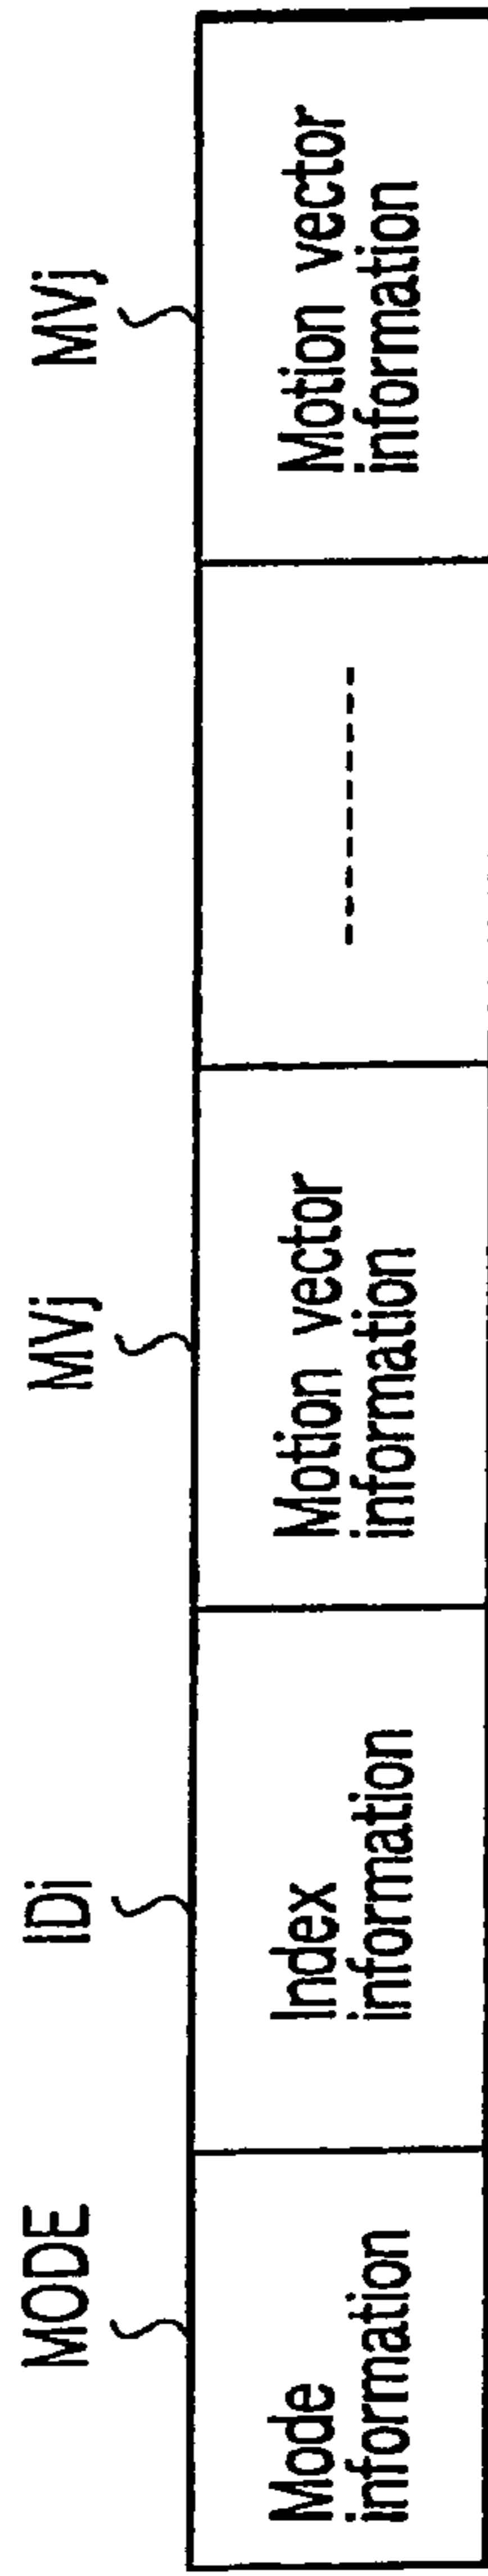 MODE
IDi
MVj
MVj
Mode
information
Index
information
Motion vector
information
Motion vector
information